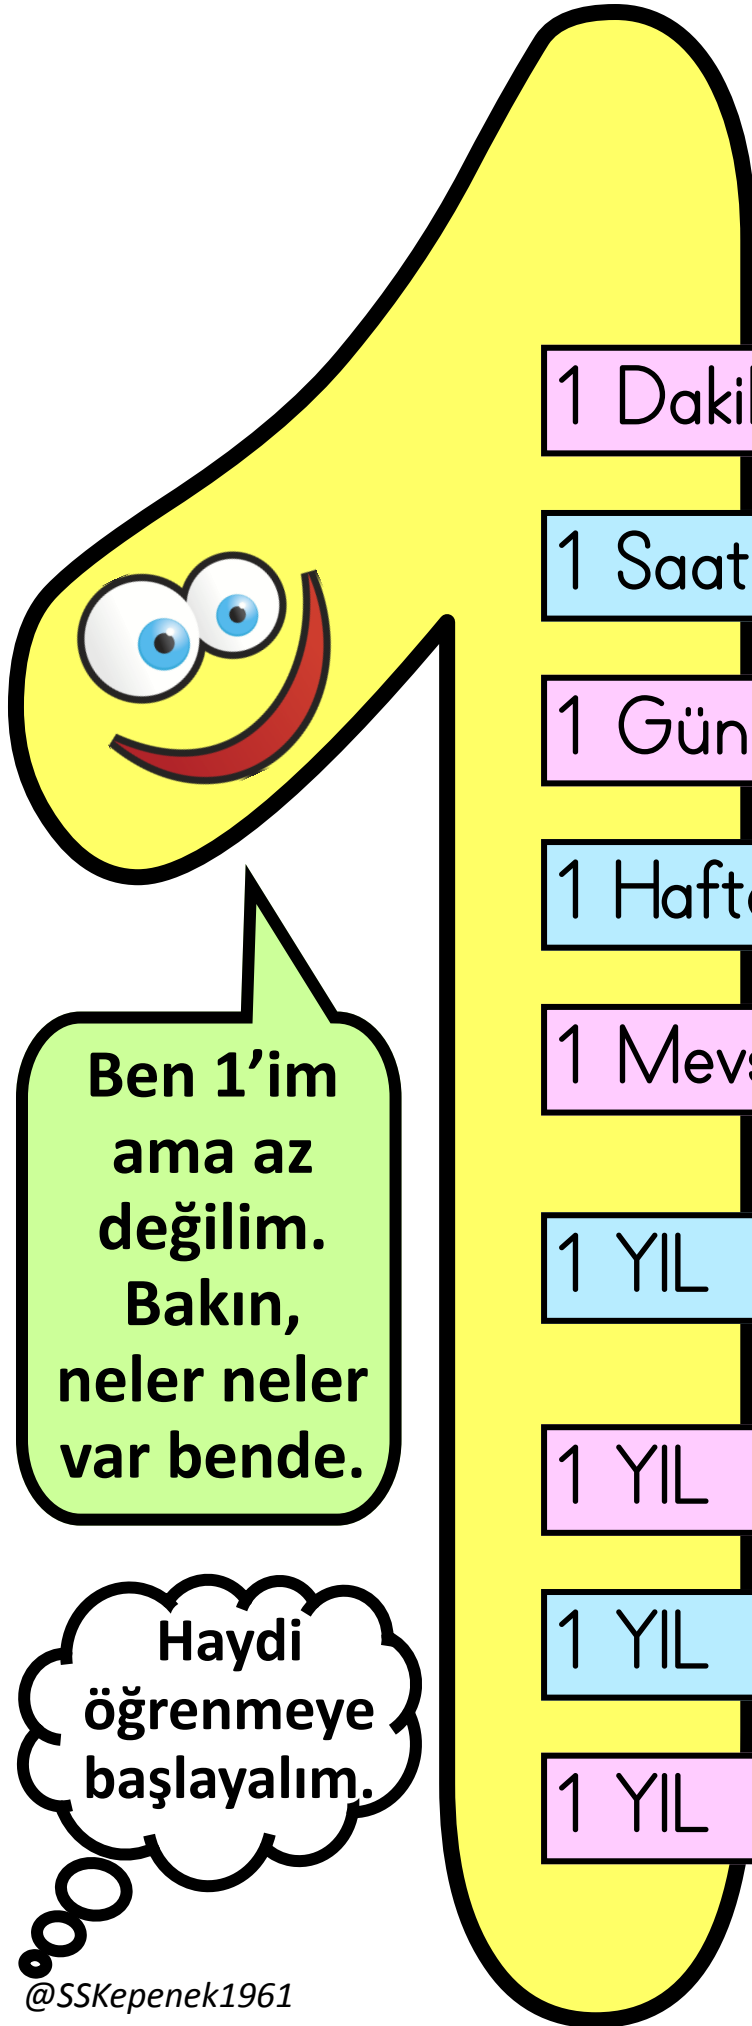 1 Daki
1 Saat
1 Gün
1 Haft
1 Mevs
Ben 1’im
ama az
değilim.
Bakın,
neler neler
var bende.
1 YIL
1 YIL
1 YIL
1 YIL
Haydi
öğrenmeye
başlayalım.
@SSKepenek1961